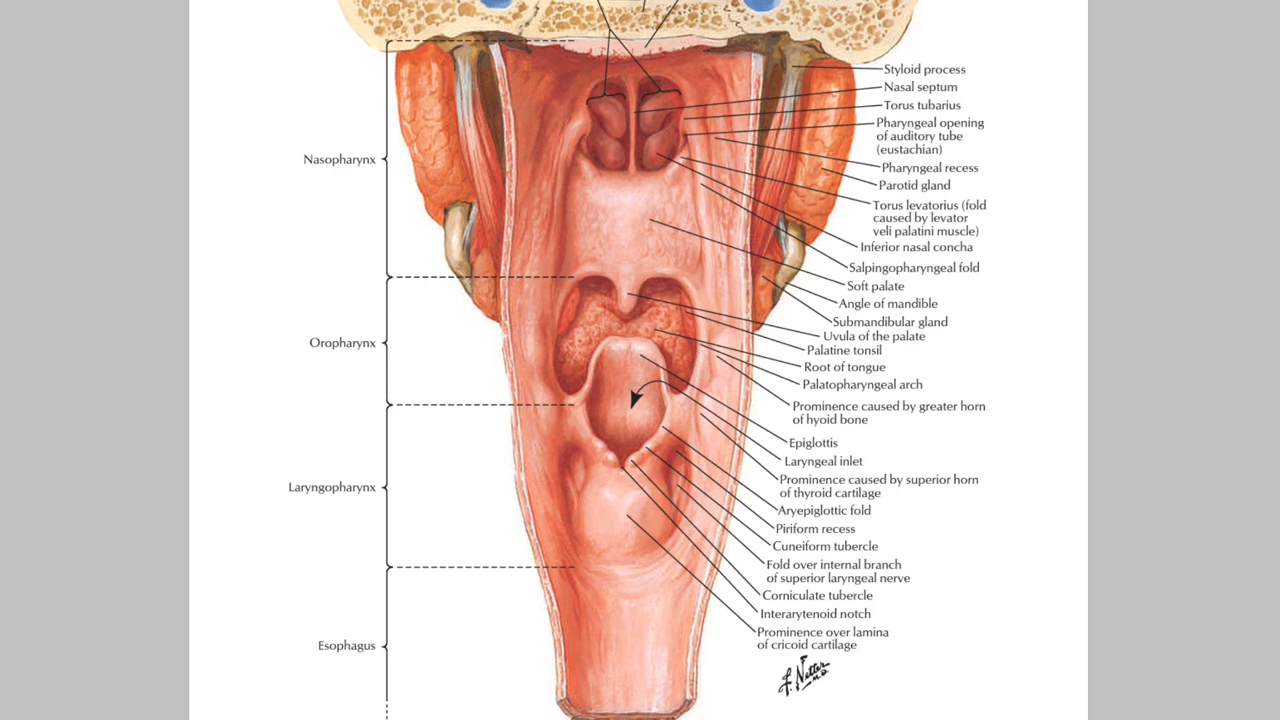 Nasopharynx
Oropharynx
Laryngopharynx
Esophagus
Styloid process
Nasal septum
Torus tubarius
Pharyngeal opening
of auditory tube
(eustachian)
Pharyngeal recess
Parotid gland
Torus levatorius (fold
caused by levator
veli palatini muscle)
Inferior nasal concha
Salpingopharyngeal fold
Soft palate
Angle of mandible
Submandibular gland
Uvula of the palate
Palatine tonsil
Root of tongue
Palatopharyngeal arch
Prominence caused by greater horn
of hyoid bone
Epiglottis
Laryngeal inlet
Prominence caused by superior horn
of thyroid cartilage
Aryepiglottic fold
Piriform recess
Cuneiform tubercle
Fold over internal branch
of superior laryngeal nerve
Corniculate tubercle
Interarytenoid notch
Prominence over lamina
of cricoid cartilage
F. Netter
M.D.